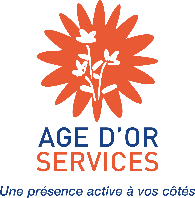 AGE D'OR
SERVICES
Une présence active à vos côtés